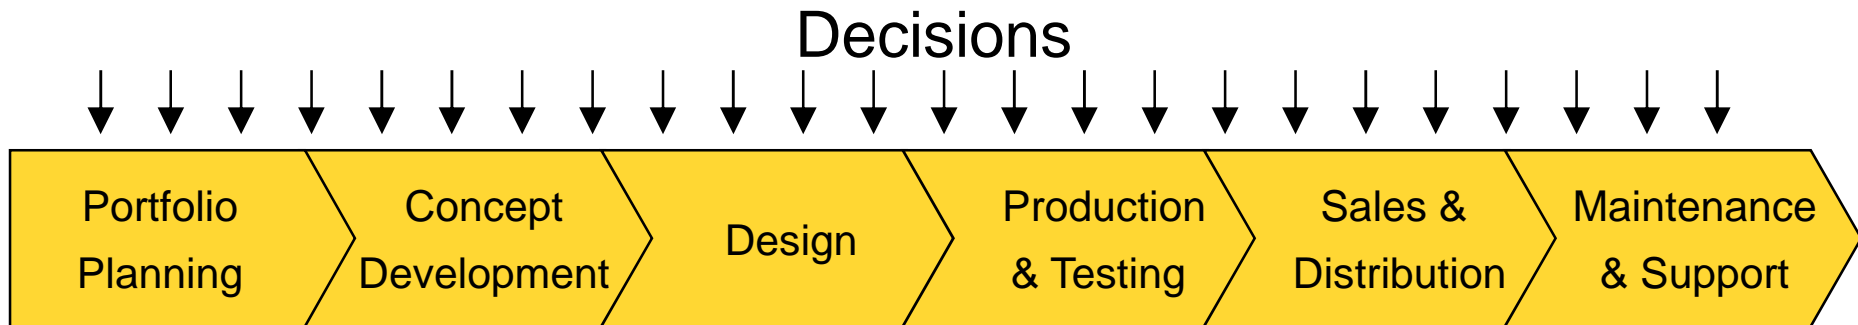 Decisions
Portfolio
Planning
Concept
Development
Design
Production
& Testing
Sales &
Distribution
Maintenance
& Support